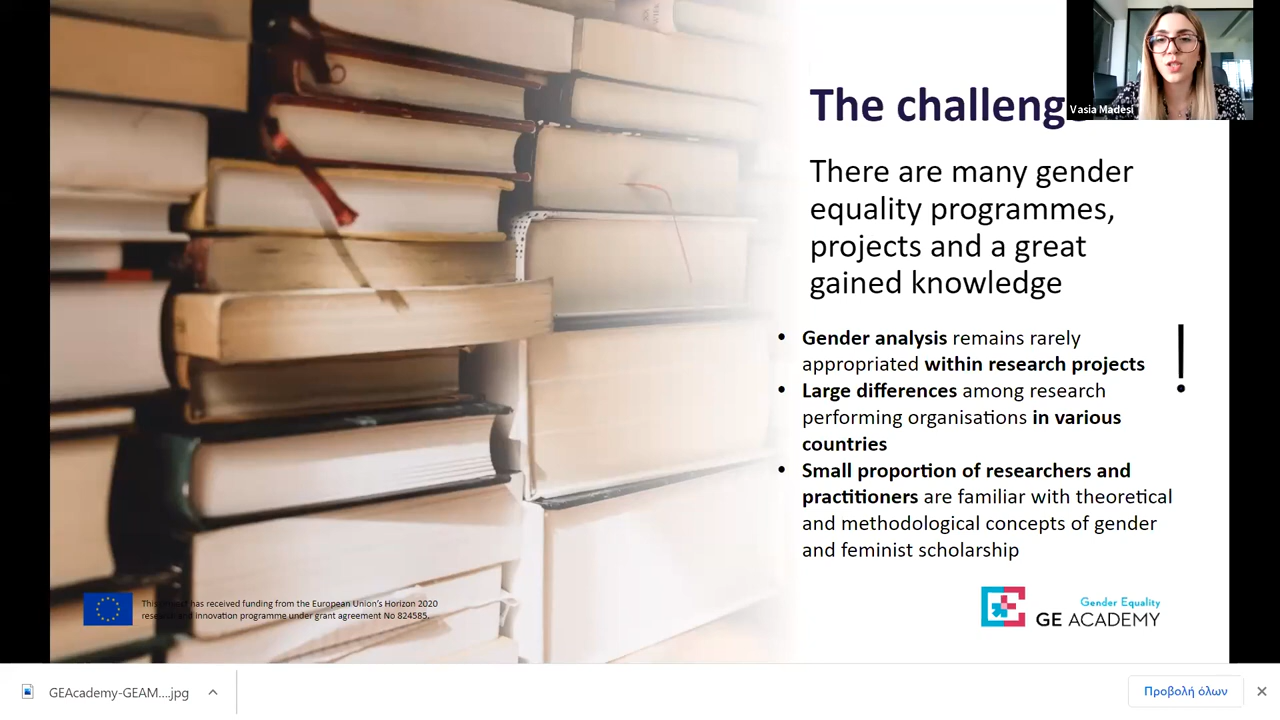 The challeng
Vasia Madesi
There are many gender
equality programmes,
projects and a great
gained knowledge
• Gender analysis remains rarely
appropriated within research projects
!
• Large differences among research
performing organisations in various
countries
• Small proportion of researchers and
practitioners are familiar with theoretical
and methodological concepts of gender
and feminist scholarship
This has received funding from the European Union's Horizon 2020
research and innovation programme under grant agreement No 824585.
Gender Equality
GE ACADEMY
GEAcademy-GEAM....jpg
Προβολή όλων